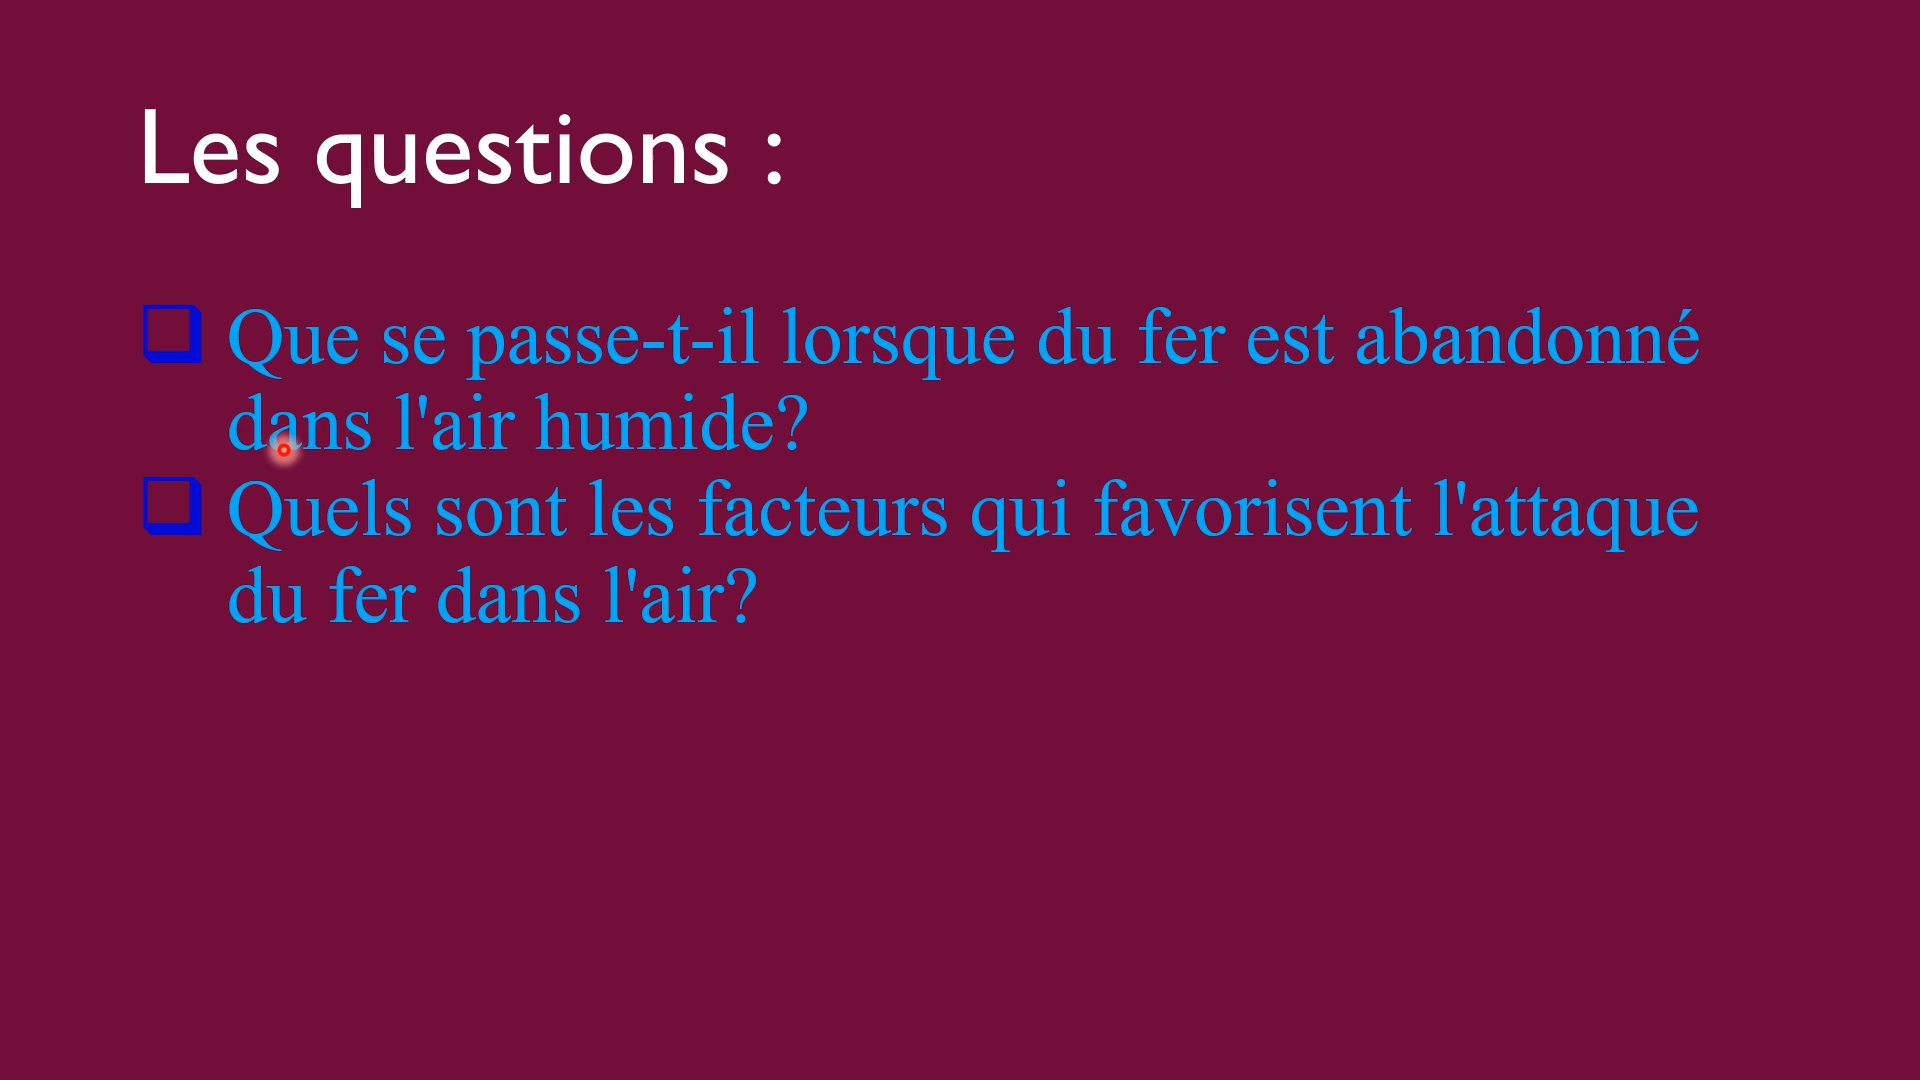 Les questions :
Que se passe-t-il lorsque du fer est abandonné
dans l'air humide?
Quels sont les facteurs qui favorisent l'attaque
du fer dans l'air?